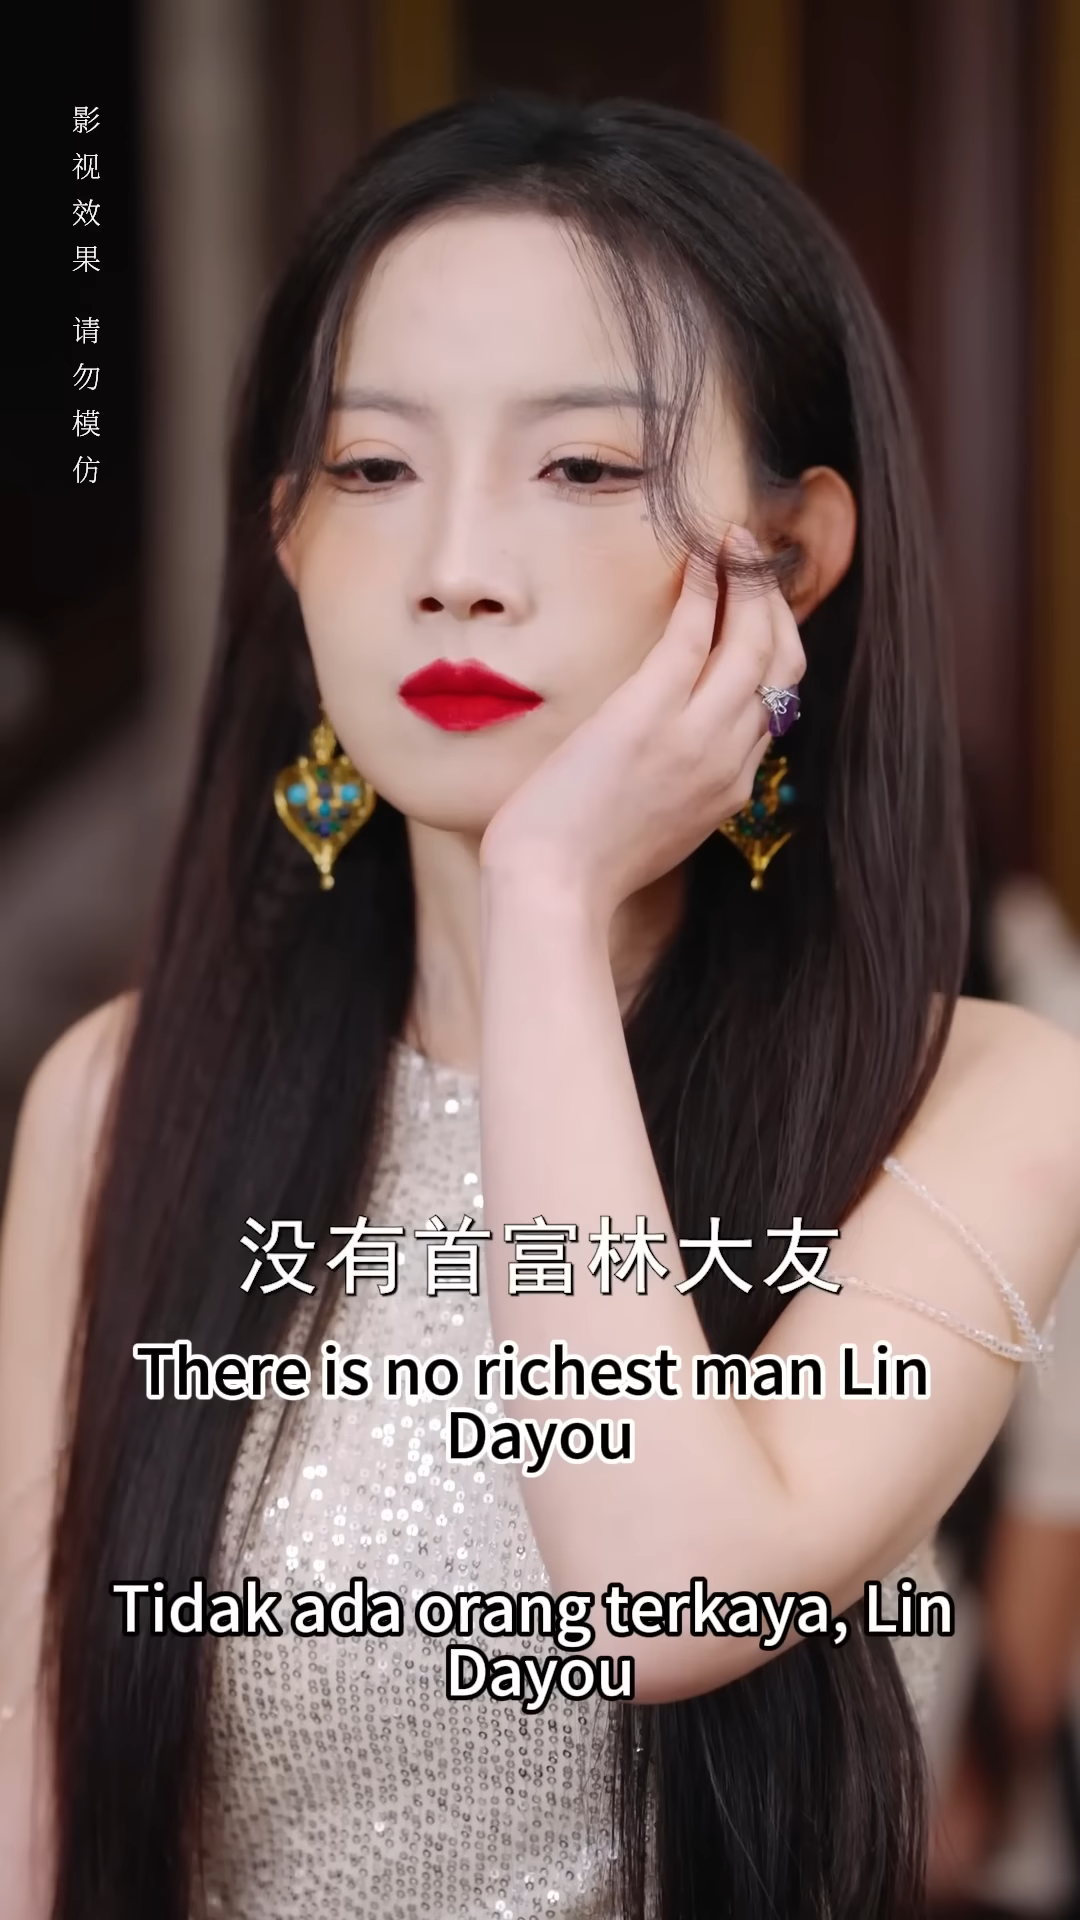 影视效果 请勿模仿
没有首富林大友
There is no richest man Lin
Dayou
Tidak ada orang terkaya, Lin
Dayou